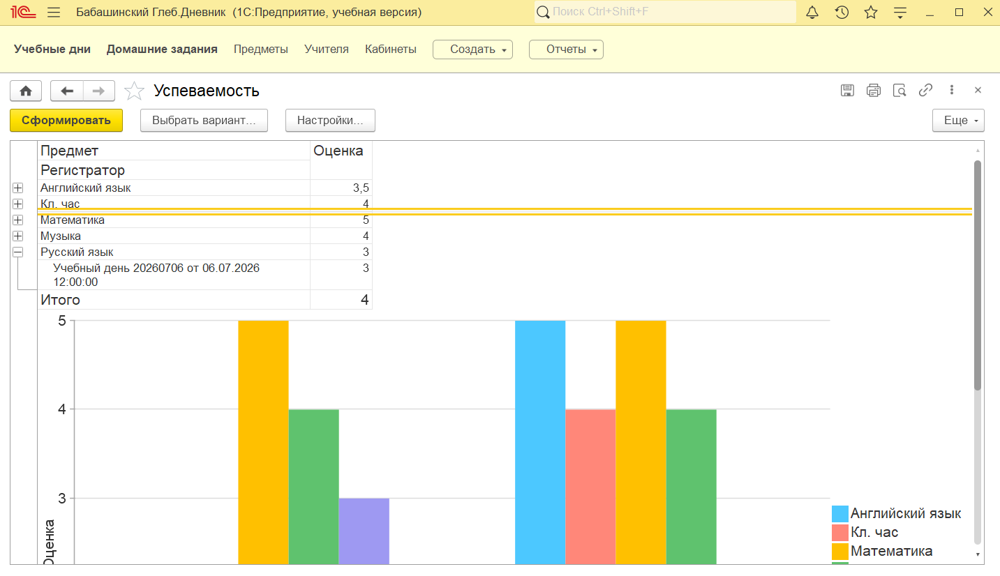 1С Бабашинский Глеб.Дневник (1С:Предприятие, учебная версия) Поиск Ctrl+Shift+F
Учебные дни Домашние задания Предметы Учителя Кабинеты Создать Отчеты
Успеваемость
Сформировать Выбрать вариант... Настройки... Еще
Предмет Оценка
Регистратор
Английский язык 3,5
Кл. час 4
Математика 5
Музыка 4
Русский язык 3
Учебный день 20260706 от 06.07.2026 3
12:00:00
Итого 4
5
4
3
Оценка
Английский язык
Кл. час
Математика